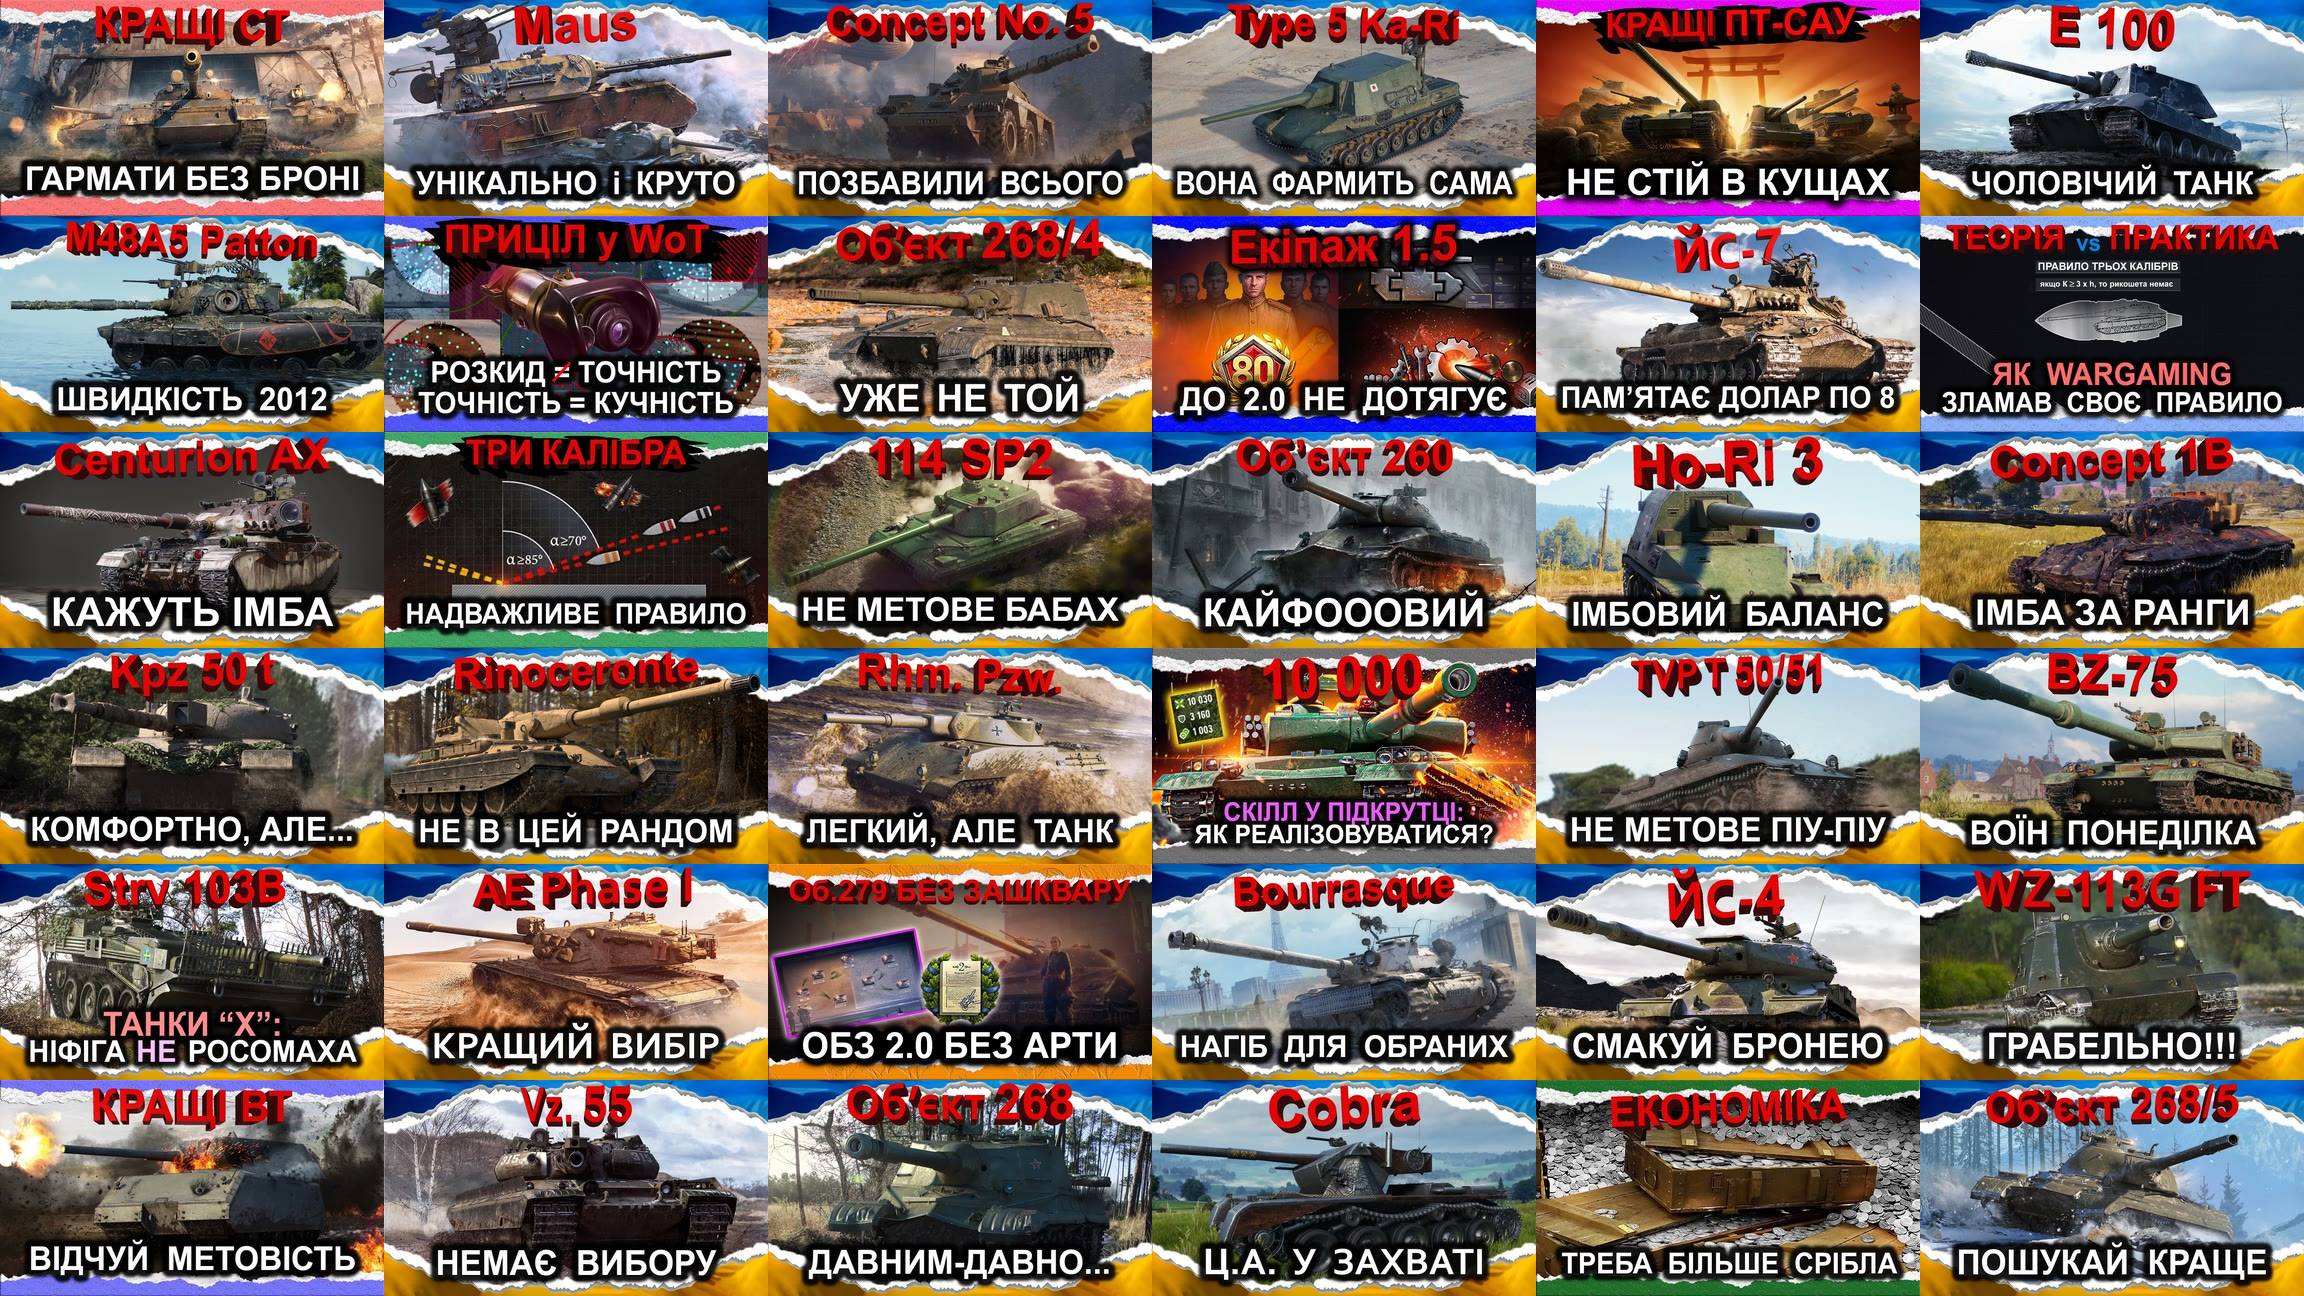 КРАЩІ СТ
ГАРМАТИ БЕЗ БРОНІ
Maus
УНІКАЛЬНО і КРУТО
Concept No. 5
ПОЗБАВИЛИ ВСЬОГО
Type 5 Ka-Ri
ВОНА ФАРМИТЬ САМА
КРАЩІ ПТ-САУ
НЕ СТІЙ В КУЩАХ
E 100
ЧОЛОВІЧИЙ ТАНК
M48A5 Patton
ШВИДКІСТЬ 2012
ПРИЦІЛ у WoT
РОЗКИД ≠ ТОЧНІСТЬ
ТОЧНІСТЬ = КУЧНІСТЬ
Об'єкт 268/4
УЖЕ НЕ ТОЙ
Екіпаж 1.5
80
ДО 2.0 НЕ ДОТЯГУЄ
ЙС-7
ПАМ'ЯТАЄ ДОЛАР ПО 8
ТЕОРІЯ vs ПРАКТИКА
ПРАВИЛО ТРЬОХ КАЛІБРІВ
якщо K ≥ 3 x h, то рикошета немає
ЯК WARGAMING
ЗЛАМАВ СВОЄ ПРАВИЛО
Centurion AX
КАЖУТЬ ІМБА
ТРИ КАЛІБРА
α≥70°
α≥85°
НАДВАЖЛИВЕ ПРАВИЛО
114 SP2
НЕ МЕТОВЕ БАБАХ
Об'єкт 260
КАЙФОООВИЙ
Ho-Ri 3
ІМБОВИЙ БАЛАНС
Concept 1B
ІМБА ЗА РАНГИ
Kpz 50 t
КОМФОРТНО, АЛЕ...
Rinoceronte
НЕ В ЦЕЙ РАНДОМ
Rhm. Pzw.
ЛЕГКИЙ, АЛЕ ТАНК
10 000
10 030
3 160
1 003
СКІЛЛ У ПІДКРУТЦІ:
ЯК РЕАЛІЗОВУВАТИСЯ?
TVP T 50/51
НЕ МЕТОВЕ ПІУ-ПІУ
BZ-75
ВОЇН ПОНЕДІЛКА
Strv 103B
ТАНКИ "Х":
НІФІГА НЕ РОСОМАХА
AE Phase I
КРАЩИЙ ВИБІР
Об.279 БЕЗ ЗАШКВАРУ
2
ОБЗ 2.0 БЕЗ АРТИ
Bourrasque
НАГІБ ДЛЯ ОБРАНИХ
ЙС-4
СМАКУЙ БРОНЕЮ
WZ-113G FT
ГРАБЕЛЬНО!!!
КРАЩІ ВТ
ВІДЧУЙ МЕТОВІСТЬ
Vz. 55
НЕМАЄ ВИБОРУ
Об'єкт 268
ДАВНИМ-ДАВНО...
Cobra
Ц.А. У ЗАХВАТІ
ЕКОНОМІКА
ТРЕБА БІЛЬШЕ СРІБЛА
Об'єкт 268/5
ПОШУКАЙ КРАЩЕ